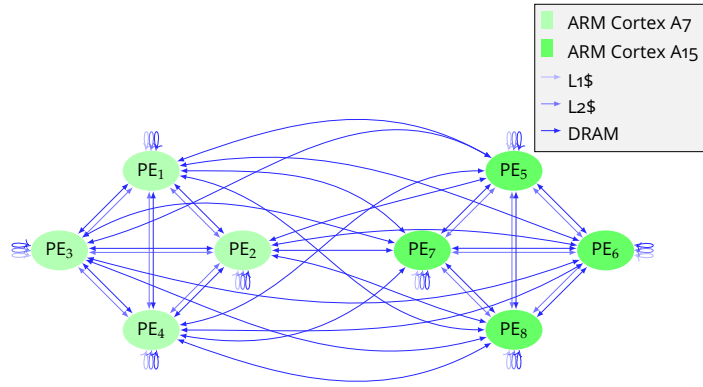 ARM Cortex A7
ARM Cortex A15
L1$
L2$
DRAM
PE1
PE5
PE3
PE2
PE7
PE6
PE4
PE8